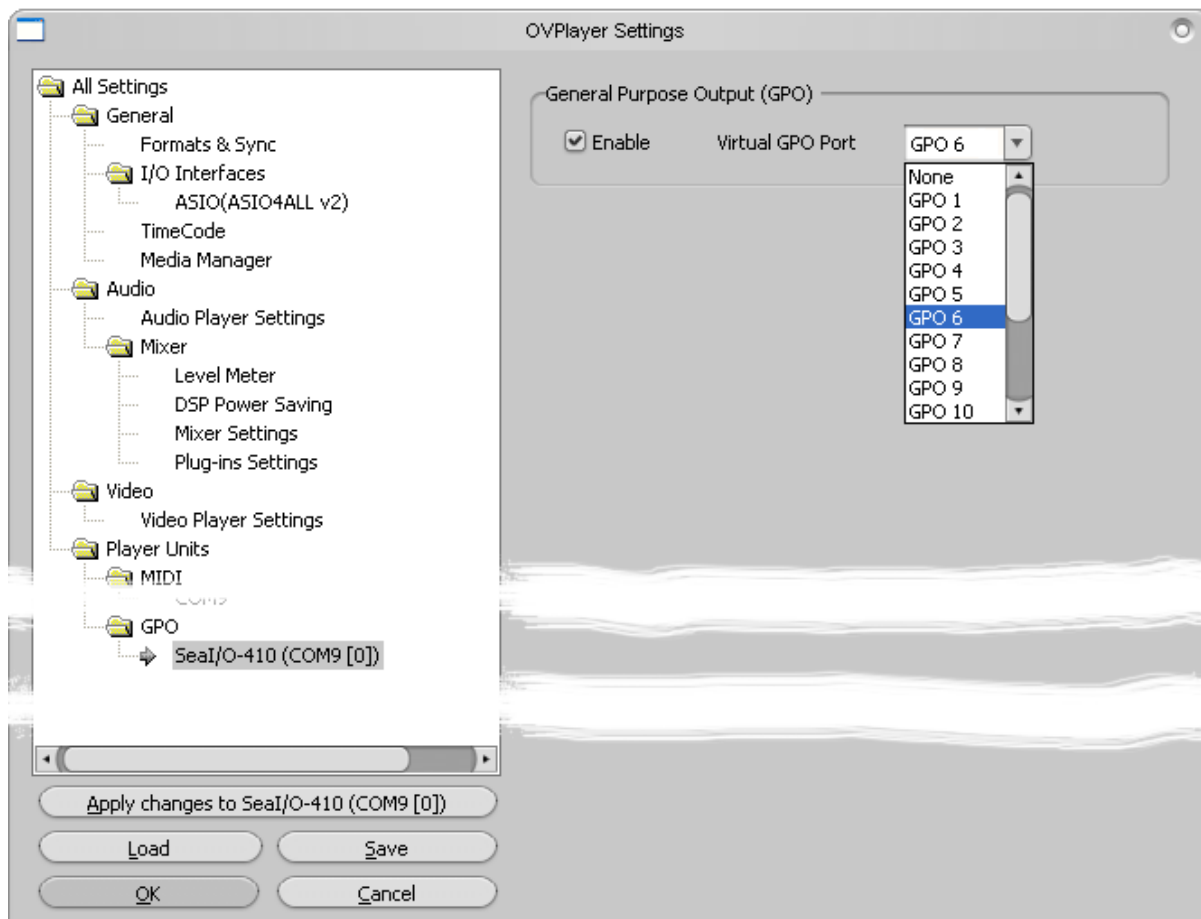 OVPlayer Settings
All Settings
General
Formats & Sync
I/O Interfaces
ASIO(ASIO4ALL v2)
TimeCode
Media Manager
Audio
Audio Player Settings
Mixer
Level Meter
DSP Power Saving
Mixer Settings
Plug-ins Settings
Video
Video Player Settings
Player Units
MIDI
COM9
GPO
SeaI/O-410 (COM9 [0])
Apply changes to SeaI/O-410 (COM9 [0])
Load
Save
OK
Cancel
General Purpose Output (GPO)
Enable
Virtual GPO Port
GPO 6
None
GPO 1
GPO 2
GPO 3
GPO 4
GPO 5
GPO 6
GPO 7
GPO 8
GPO 9
GPO 10